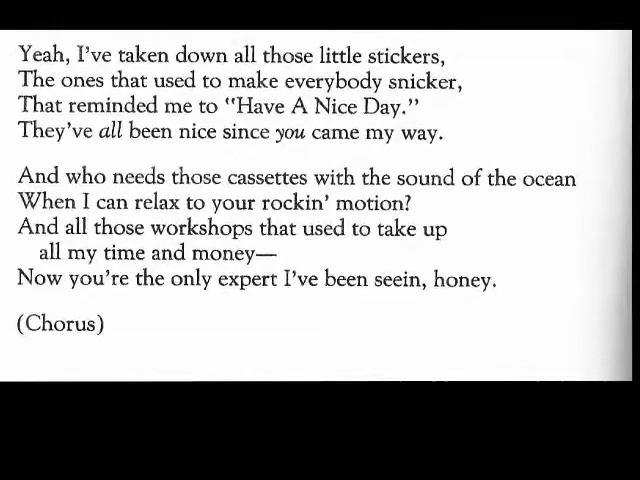 Yeah, I've taken down all those little stickers,
The ones that used to make everybody snicker,
That reminded me to "Have A Nice Day."
They've all been nice since you came my way.
And who needs those cassettes with the sound of the ocean
When I can relax to your rockin' motion?
And all those workshops that used to take up
all my time and money—
Now you're the only expert I've been seein, honey.
(Chorus)